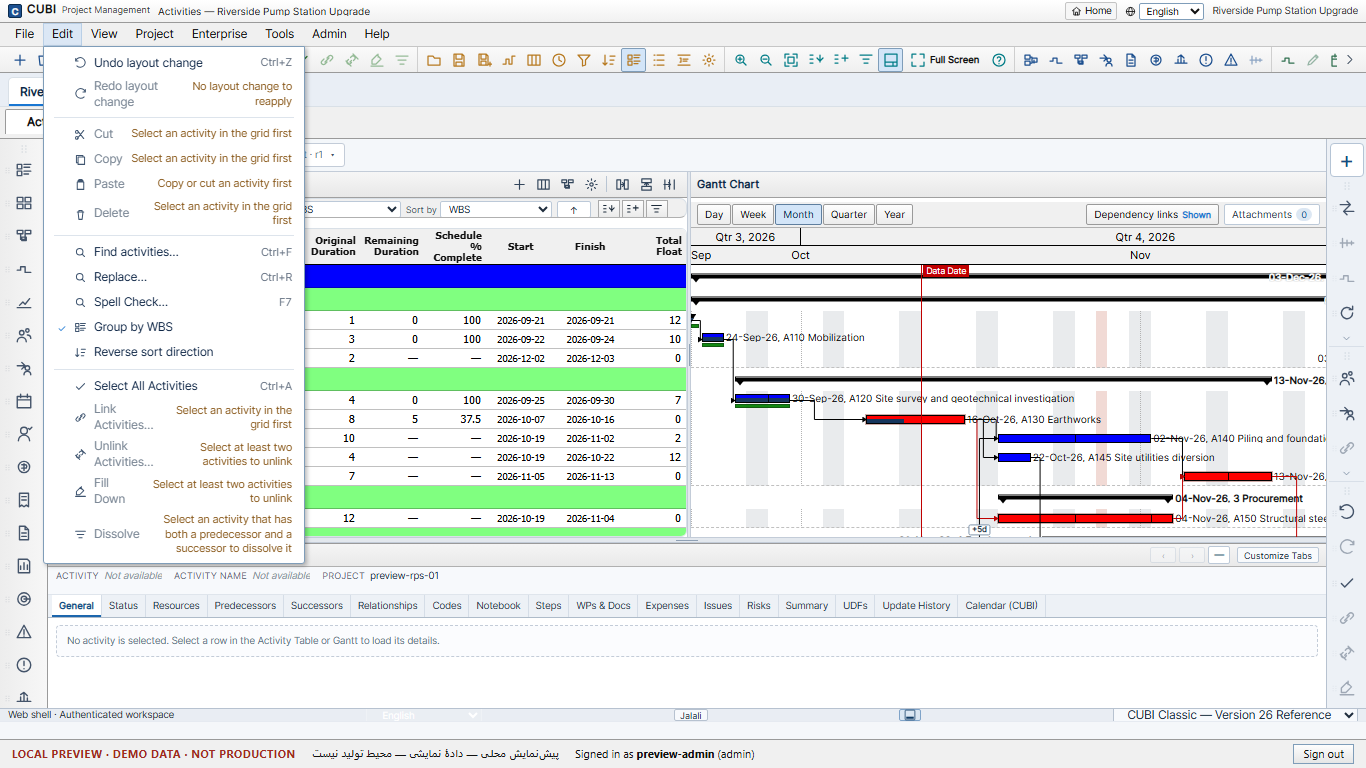 CUBI Project Management Activities — Riverside Pump Station Upgrade
Home English Riverside Pump Station Upgrade
File Edit View Project Enterprise Tools Admin Help
Full Screen
Undo layout change Ctrl+Z
Redo layout change No layout change to reapply
Cut Select an activity in the grid first
Copy Select an activity in the grid first
Paste Copy or cut an activity first
Delete Select an activity in the grid first
Find activities... Ctrl+F
Replace... Ctrl+R
Spell Check... F7
Group by WBS
Reverse sort direction
Select All Activities Ctrl+A
Link Activities... Select an activity in the grid first
Unlink Activities... Select at least two activities to unlink
Fill Down Select at least two activities to unlink
Dissolve Select an activity that has both a predecessor and a successor to dissolve it
r1
Sort by WBS
Original Duration Remaining Duration Schedule % Complete Start Finish Total Float
1 0 100 2026-09-21 2026-09-21 12
3 0 100 2026-09-22 2026-09-24 10
2 — — 2026-12-02 2026-12-03 0
4 0 100 2026-09-25 2026-09-30 7
8 5 37.5 2026-10-07 2026-10-16 0
10 — — 2026-10-19 2026-11-02 2
4 — — 2026-10-19 2026-10-22 12
7 — — 2026-11-05 2026-11-13 0
12 — — 2026-10-19 2026-11-04 0
Gantt Chart
Day Week Month Quarter Year Dependency links Shown Attachments 0
Qtr 3, 2026 Qtr 4, 2026
Sep Oct Nov
Data Date
03-Dec-26
24-Sep-26, A110 Mobilization
13-Nov-26,
30-Sep-26, A120 Site survey and geotechnical investigation
16-Oct-26, A130 Earthworks
02-Nov-26, A140 Piling and foundati
22-Oct-26, A145 Site utilities diversion
13-Nov-26,
04-Nov-26, 3 Procurement
04-Nov-26, A150 Structural stee
+5d
Customize Tabs
ACTIVITY Not available ACTIVITY NAME Not available PROJECT preview-rps-01
General Status Resources Predecessors Successors Relationships Codes Notebook Steps WPs & Docs Expenses Issues Risks Summary UDFs Update History Calendar (CUBI)
No activity is selected. Select a row in the Activity Table or Gantt to load its details.
Web shell · Authenticated workspace English Jalali CUBI Classic — Version 26 Reference
LOCAL PREVIEW · DEMO DATA · NOT PRODUCTION پیش‌نمایش محلی — دادهٔ نمایشی — محیط تولید نیست Signed in as preview-admin (admin) Sign out